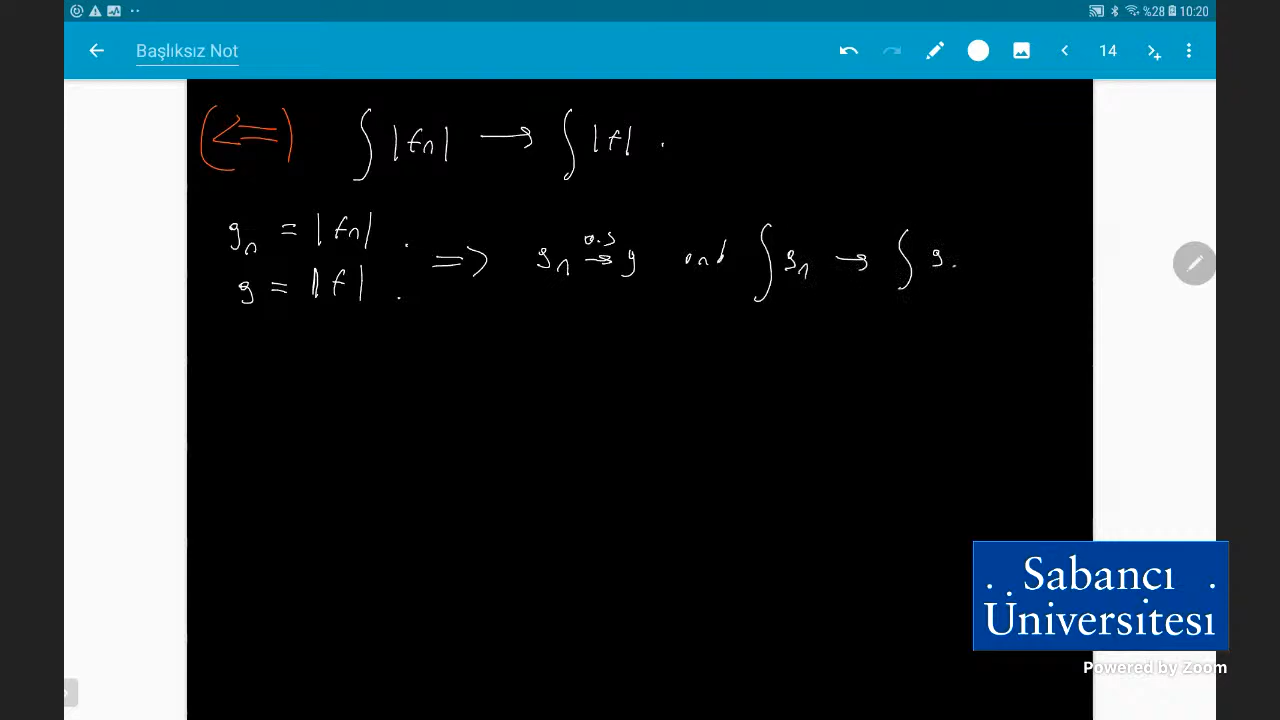 %28 10:20
Başlıksız Not
14
(⇐) ∫ |fn| → ∫ |f| .
gn = |fn| .
g = |f| . ⇒ gn a.s→ g and ∫ gn → ∫ g.
Sabancı
Üniversitesi
Powered by Zoom